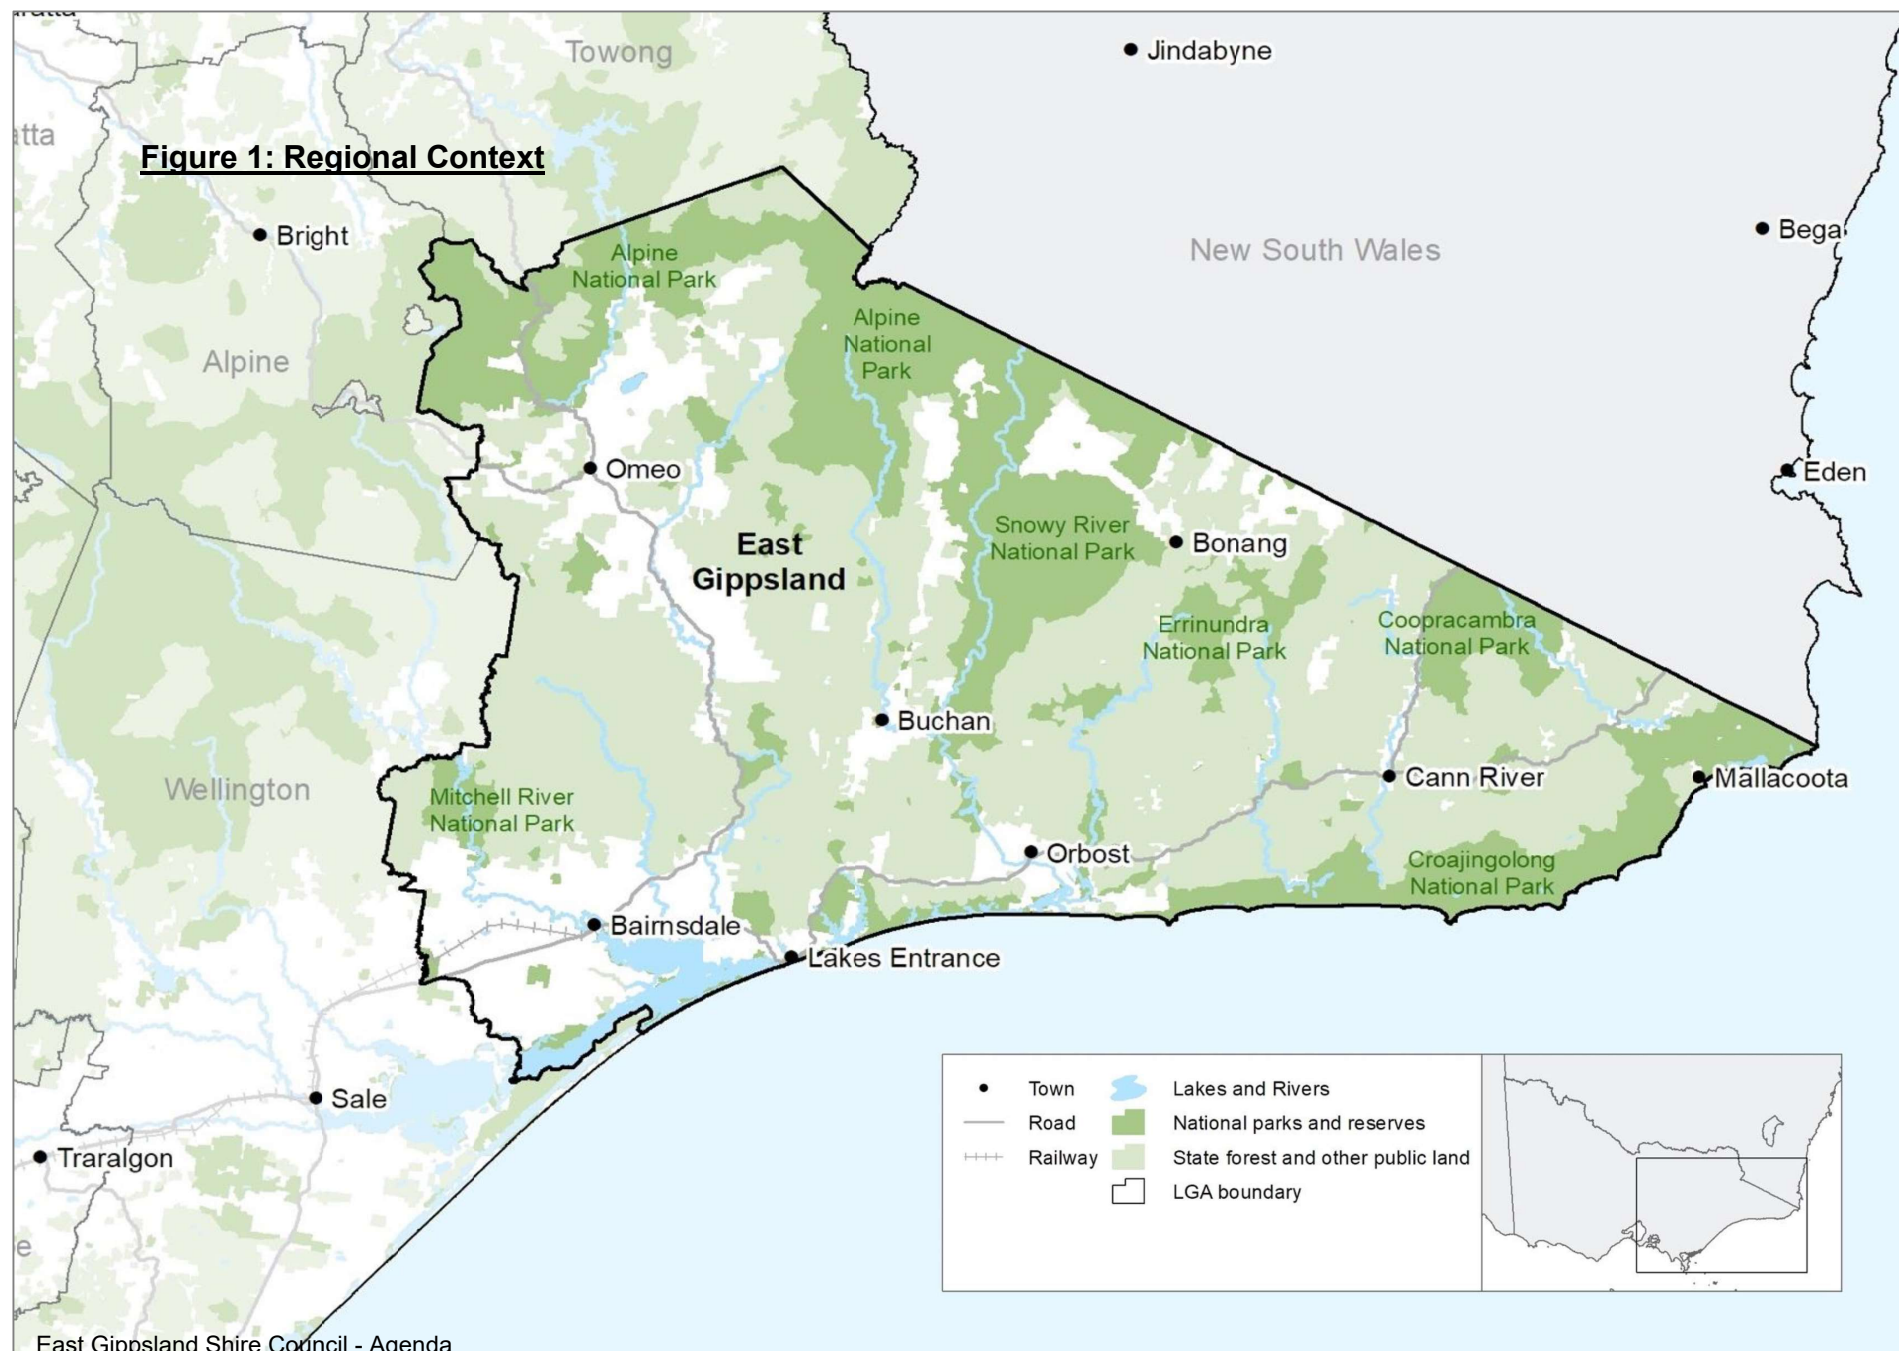 Towong
Jindabyne
Figure 1: Regional Context
Bright
Bega
New South Wales
Alpine
National Park
Alpine
National
Park
Alpine
Eden
Omeo
Snowy River
National Park
Bonang
East
Gippsland
Errinundra
National Park
Coopracambra
National Park
Buchan
Cann River
Mallacoota
Wellington
Mitchell River
National Park
Orbost
Croajingolong
National Park
Bairnsdale
Lakes Entrance
Sale
Traralgon
Town
Lakes and Rivers
Road
National parks and reserves
Railway
State forest and other public land
LGA boundary
East Gippsland Shire Council - Agenda